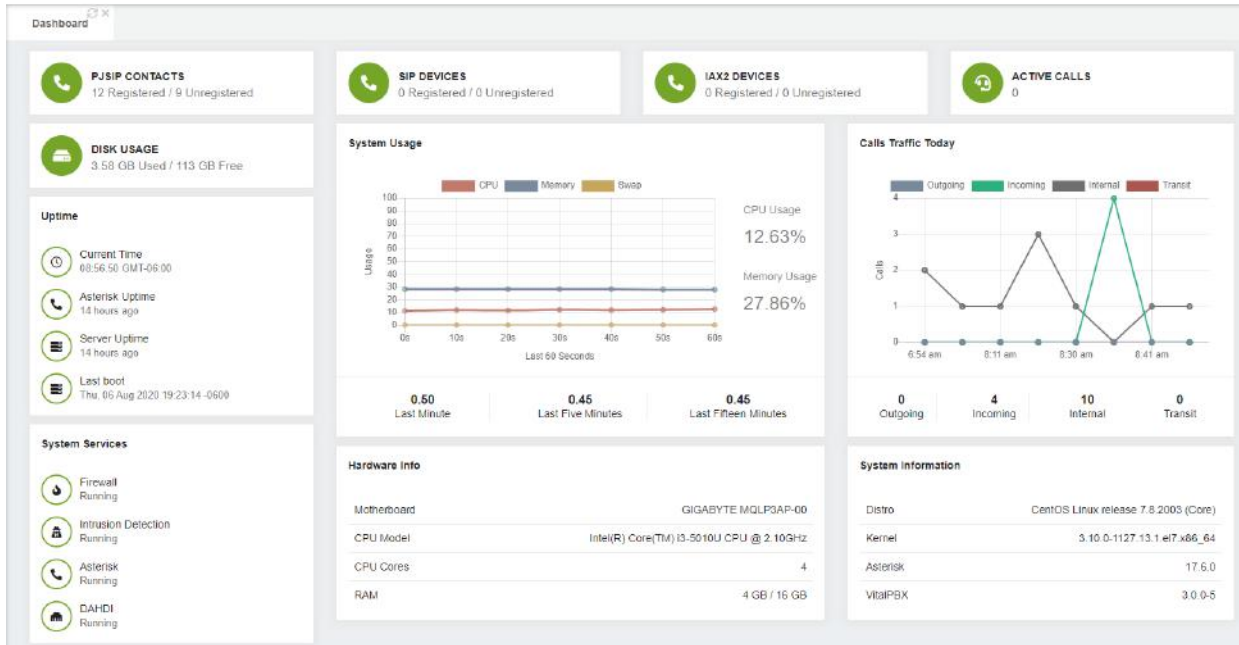 Dashboard
PJSIP CONTACTS
12 Registered / 9 Unregistered
SIP DEVICES
0 Registered / 0 Unregistered
IAX2 DEVICES
0 Registered / 0 Unregistered
ACTIVE CALLS
0
DISK USAGE
3.58 GB Used / 113 GB Free
Uptime
Current Time
08:56:50 GMT-06:00
Asterisk Uptime
14 hours ago
Server Uptime
14 hours ago
Last boot
Thu, 06 Aug 2020 19:23:14 -0600
System Services
Firewall
Running
Intrusion Detection
Running
Asterisk
Running
DAHDI
Running
System Usage
CPU Memory Swap
100
90
80
70
60
50
40
30
20
10
0
Usage
0s 10s 20s 30s 40s 50s 60s
Last 60 Seconds
CPU Usage
12.63%
Memory Usage
27.86%
0.50 0.45 0.45
Last Minute Last Five Minutes Last Fifteen Minutes
Calls Traffic Today
Outgoing Incoming Internal Transit
4
3
2
1
0
Calls
6:54 am 8:11 am 8:30 am 8:41 am
0 4 10 0
Outgoing Incoming Internal Transit
Hardware Info
Motherboard GIGABYTE MQLP3AP-00
CPU Model Intel(R) Core(TM) i3-5010U CPU @ 2.10GHz
CPU Cores 4
RAM 4 GB / 16 GB
System Information
Distro CentOS Linux release 7.8.2003 (Core)
Kernel 3.10.0-1127.13.1.el7.x86_64
Asterisk 17.6.0
VitalPBX 3.0.0-5